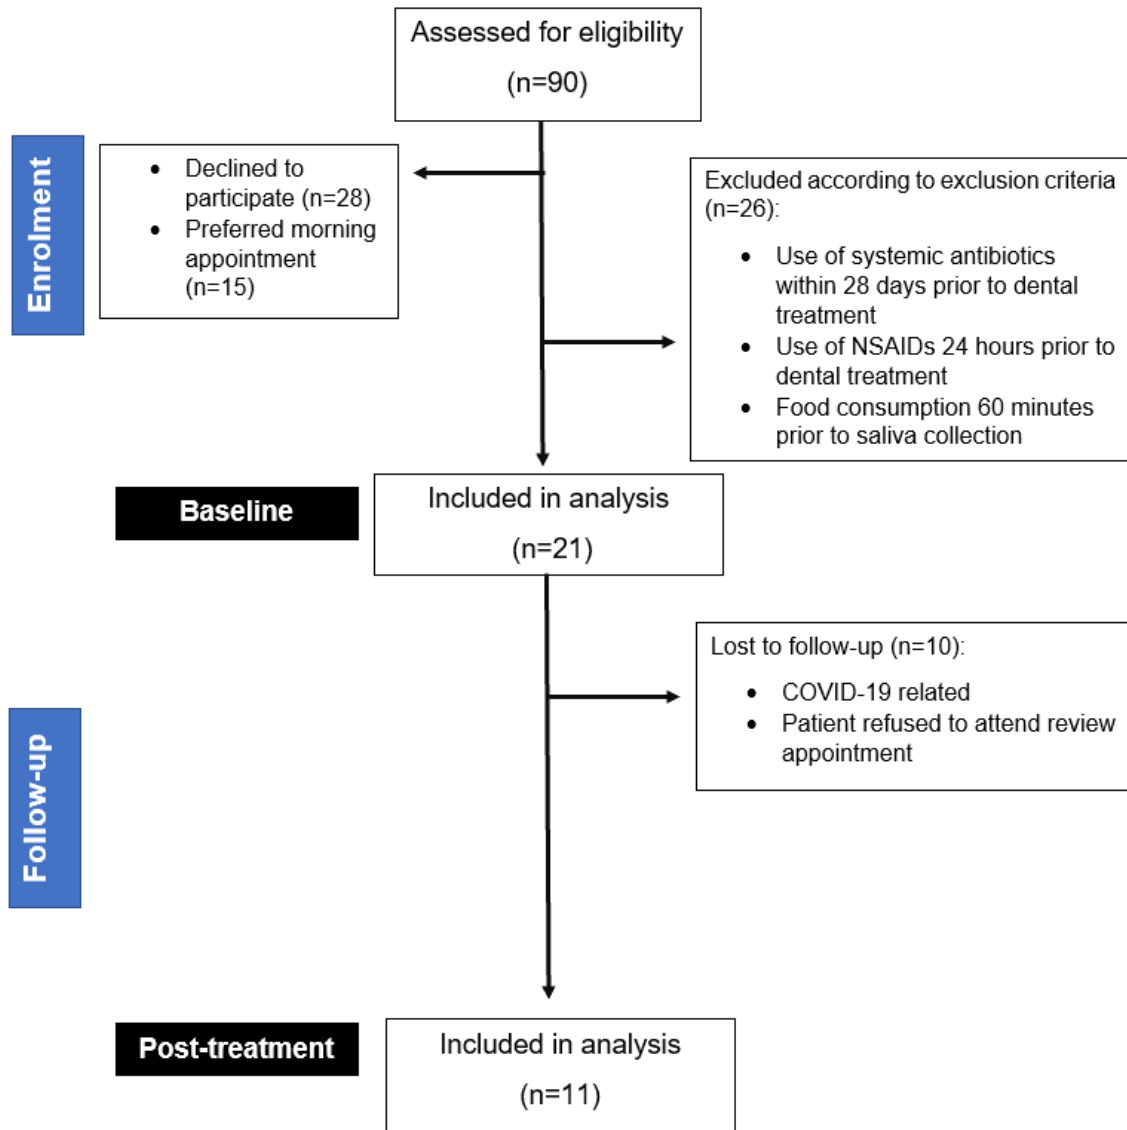 Assessed for eligibility
(n=90)
Enrolment
• Declined to
participate (n=28)
• Preferred morning
appointment
(n=15)
Excluded according to exclusion criteria
(n=26):
• Use of systemic antibiotics
within 28 days prior to dental
treatment
• Use of NSAIDs 24 hours prior to
dental treatment
• Food consumption 60 minutes
prior to saliva collection
Baseline
Included in analysis
(n=21)
Lost to follow-up (n=10):
• COVID-19 related
• Patient refused to attend review
appointment
Follow-up
Post-treatment
Included in analysis
(n=11)